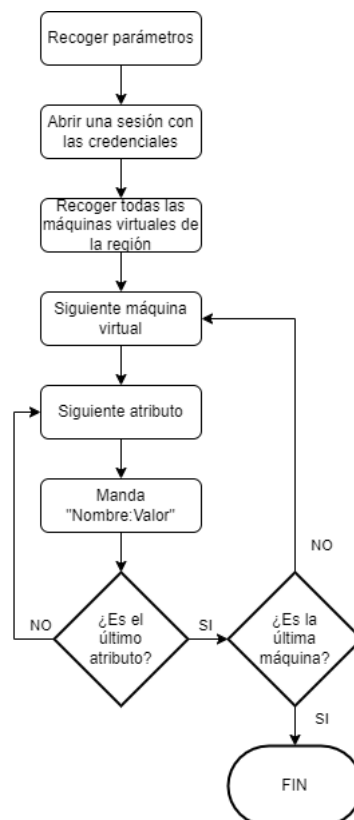 Recoger parámetros
Abrir una sesión con
las credenciales
Recoger todas las
máquinas virtuales de
la región
Siguiente máquina
virtual
Siguiente atributo
Manda
"Nombre:Valor"
NO
¿Es el
último
atributo?
SI
¿Es la
última
máquina?
NO
SI
FIN